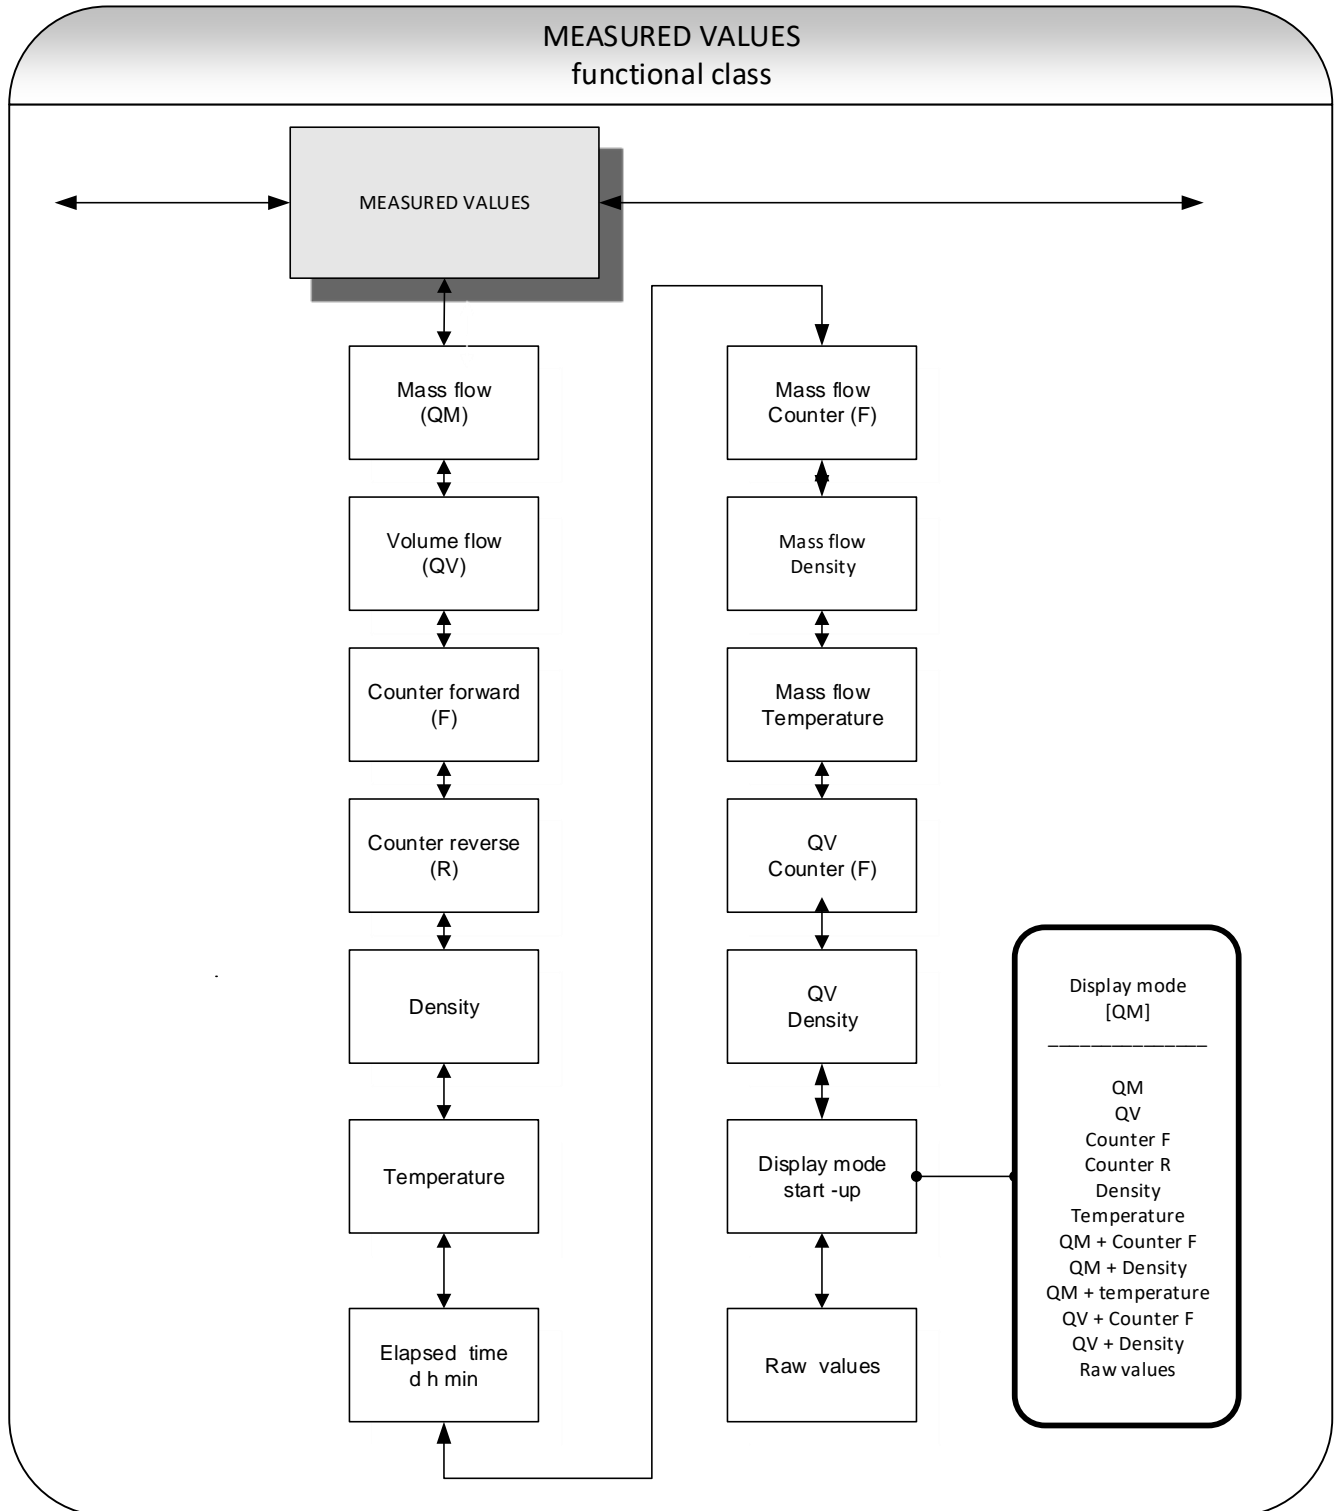 MEASURED VALUES
functional class
MEASURED VALUES
Mass flow
(QM)
Volume flow
(QV)
Counter forward
(F)
Counter reverse
(R)
Density
Temperature
Elapsed time
d h min
Mass flow
Counter (F)
Mass flow
Density
Mass flow
Temperature
QV
Counter (F)
QV
Density
Display mode
start -up
Raw values
Display mode
[QM]
_______________
QM
QV
Counter F
Counter R
Density
Temperature
QM + Counter F
QM + Density
QM + temperature
QV + Counter F
QV + Density
Raw values